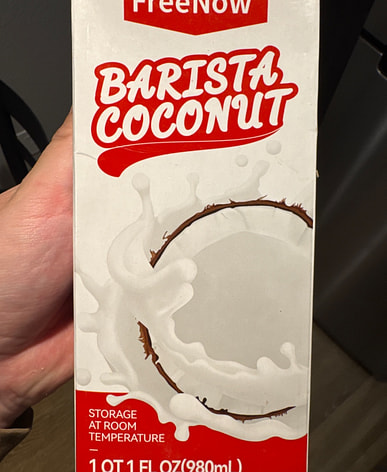 FreeNow
BARISTA
COCONUT
STORAGE
AT ROOM
TEMPERATURE
1 QT 1 FL OZ(980mL)